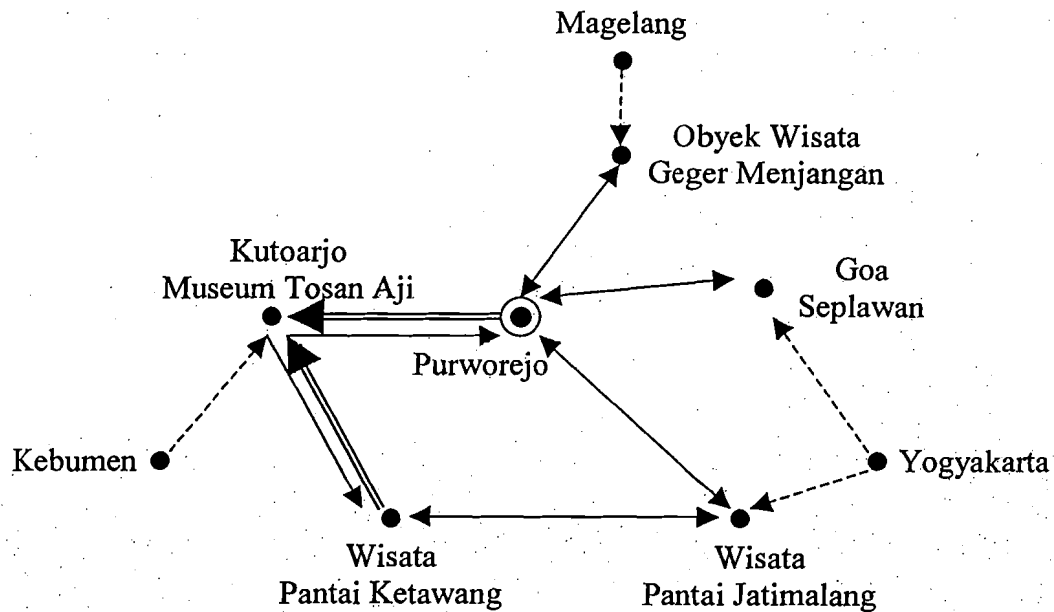 Magelang
Obyek Wisata
Geger Menjangan
Kutoarjo
Museum Tosan Aji
Goa
Seplawan
Purworejo
Kebumen
Yogyakarta
Wisata
Pantai Ketawang
Wisata
Pantai Jatimalang